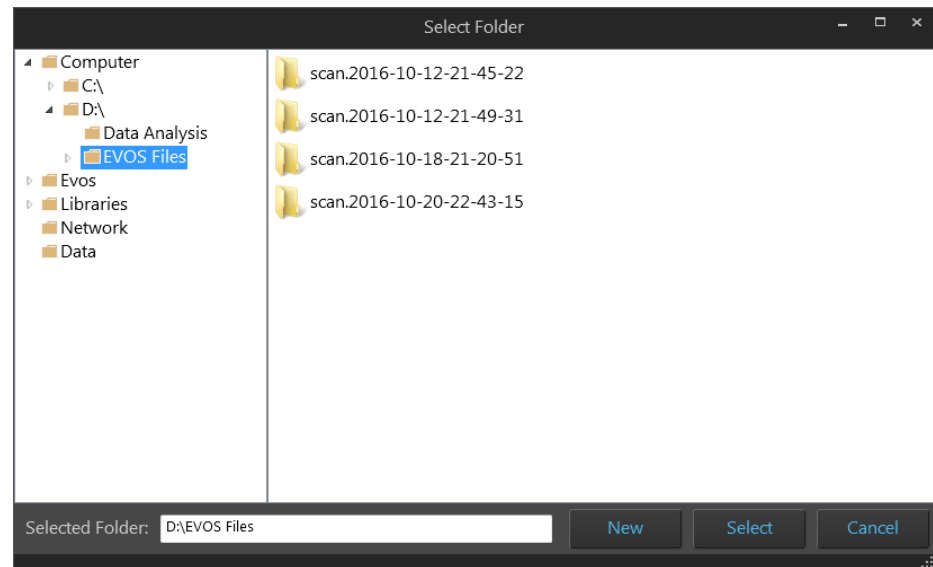 Select Folder
Computer
C:\
D:\
Data Analysis
EVOS Files
Evos
Libraries
Network
Data
scan.2016-10-12-21-45-22
scan.2016-10-12-21-49-31
scan.2016-10-18-21-20-51
scan.2016-10-20-22-43-15
Selected Folder: D:\EVOS Files New Select Cancel